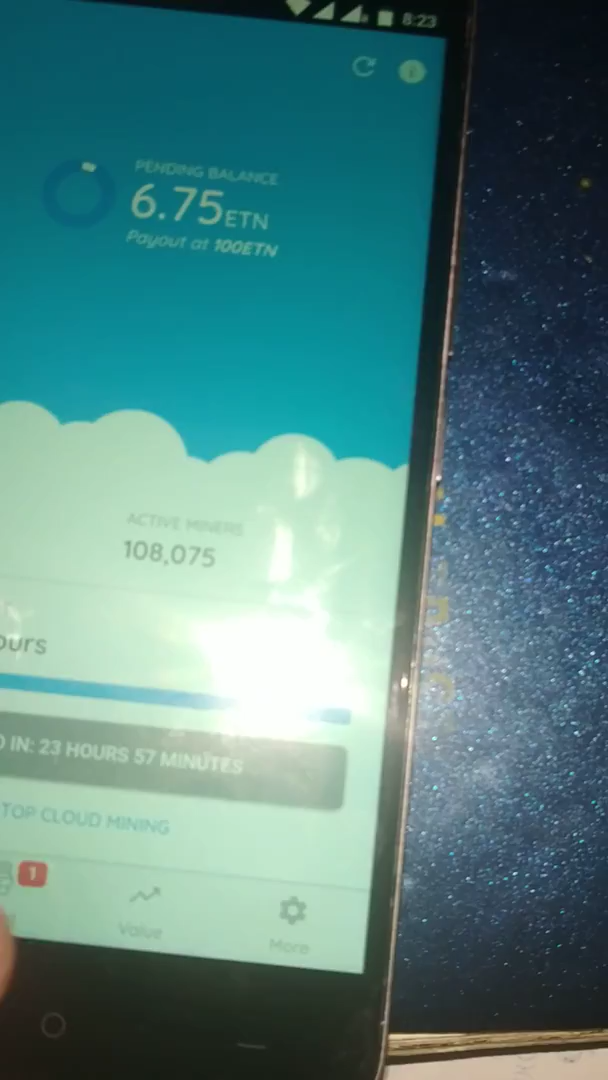 8:23
PENDING BALANCE
6.75ETN
Payout at 100ETN
ACTIVE MINERS
108,075
ours
D IN: 23 HOURS 57 MINUTES
TOP CLOUD MINING
1
Value
More